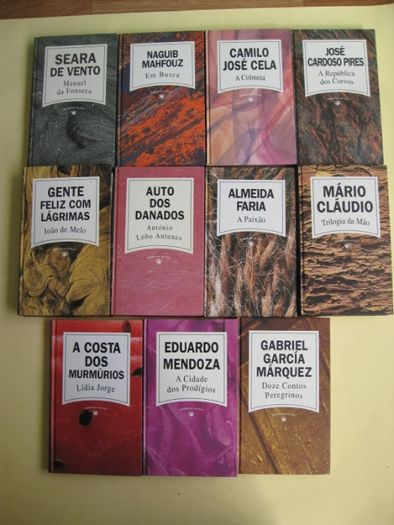 SEARA
DE VENTO
Manuel
da Fonseca
NAGUIB
MAHFOUZ
Em Busca
CAMILO
JOSÉ CELA
A Colmeia
JOSÉ
CARDOSO PIRES
A República
dos Corvos
GENTE
FELIZ COM
LÁGRIMAS
João de Melo
AUTO
DOS
DANADOS
António
Lobo Antunes
ALMEIDA
FARIA
A Paixão
MÁRIO
CLÁUDIO
Trilogia da Mão
A COSTA
DOS
MURMÚRIOS
Lídia Jorge
EDUARDO
MENDOZA
A Cidade
dos Prodígios
GABRIEL
GARCÍA
MÁRQUEZ
Doze Contos
Peregrinos